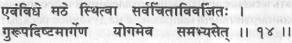 एवंविधे मठे स्थित्वा सर्वचिंताविवर्जितः ।
गुरूपदिष्टमार्गेण योगमेव समभ्यसेत् ।। १४ ।।